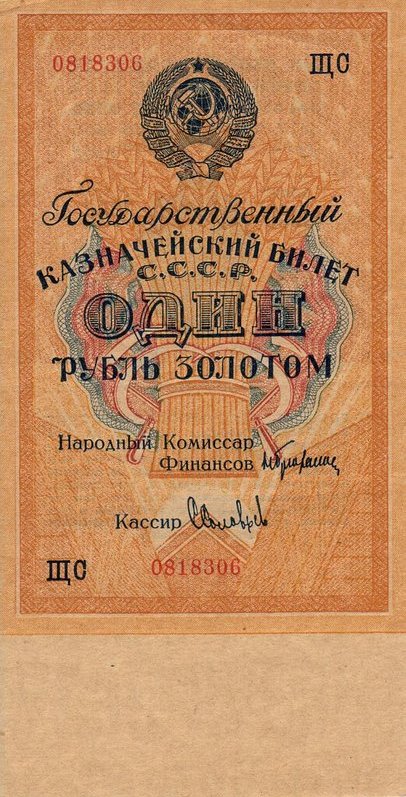 0818306 ЩС
Государственный
КАЗНАЧЕЙСКИЙ БИЛЕТ
С.С.С.Р.
ОДИН
РУБЛЬ ЗОЛОТОМ
Народный Комиссар
Финансов
Кассир
ЩС 0818306